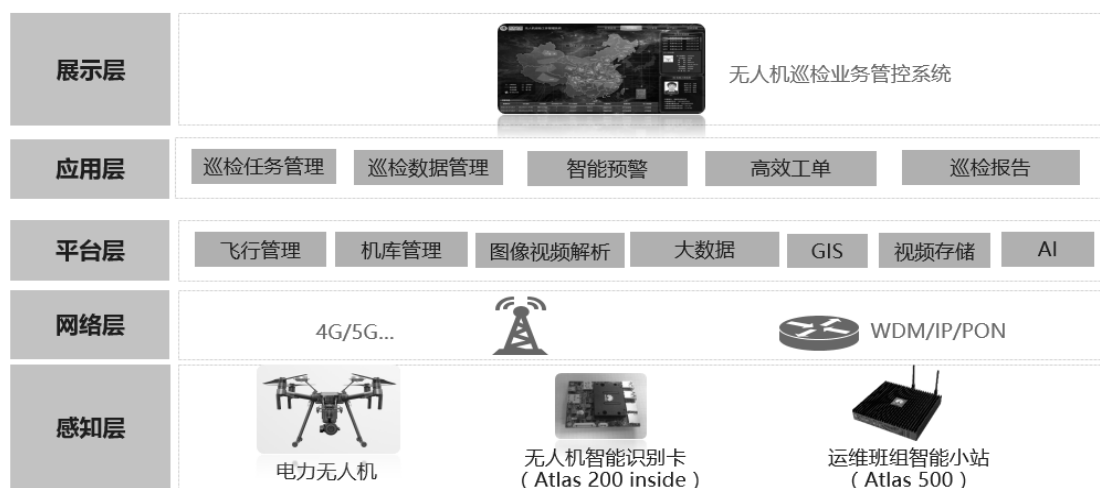 展示层
无人机巡检业务管控系统
应用层
巡检任务管理
巡检数据管理
智能预警
高效工单
巡检报告
平台层
飞行管理
机库管理
图像视频解析
大数据
GIS
视频存储
AI
网络层
4G/5G...
WDM/IP/PON
感知层
电力无人机
无人机智能识别卡
（Atlas 200 inside）
运维班组智能小站
（Atlas 500）